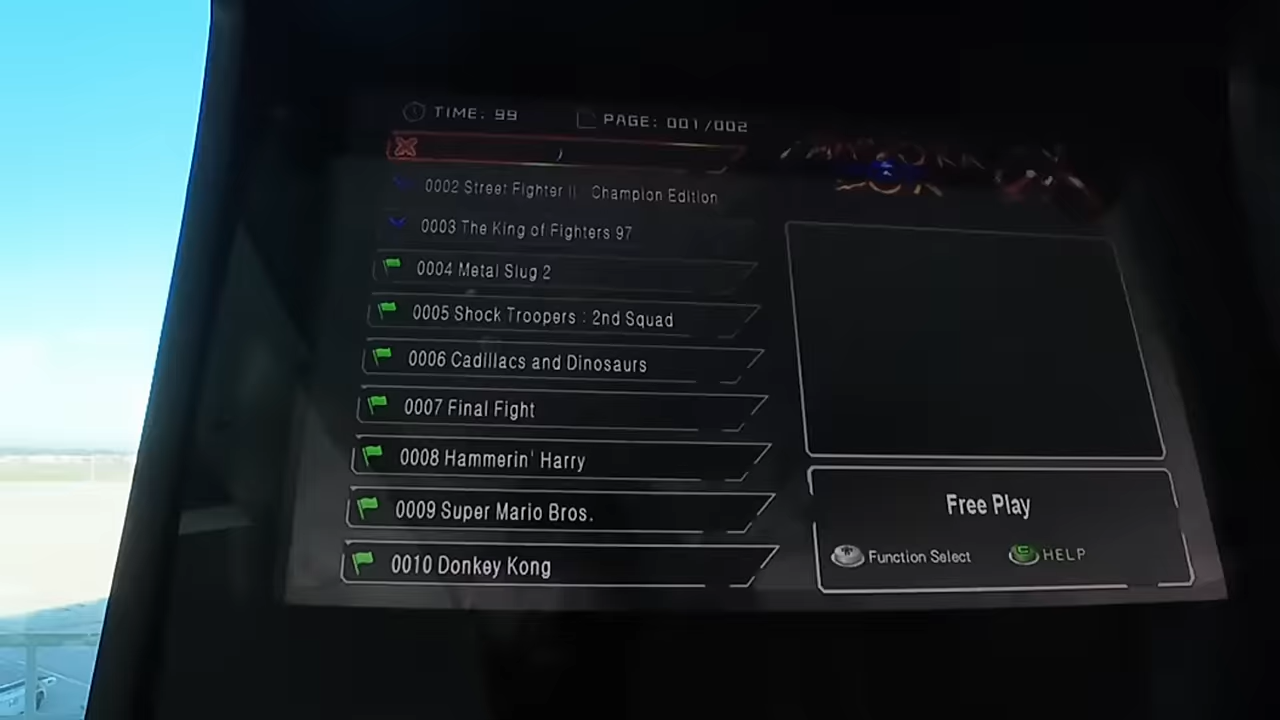 TIME: 99
PAGE: 001/002
0002 Street Fighter II Champion Edition
0003 The King of Fighters 97
0004 Metal Slug 2
0005 Shock Troopers : 2nd Squad
0006 Cadillacs and Dinosaurs
0007 Final Fight
0008 Hammerin' Harry
0009 Super Mario Bros.
0010 Donkey Kong
Free Play
Function Select
HELP